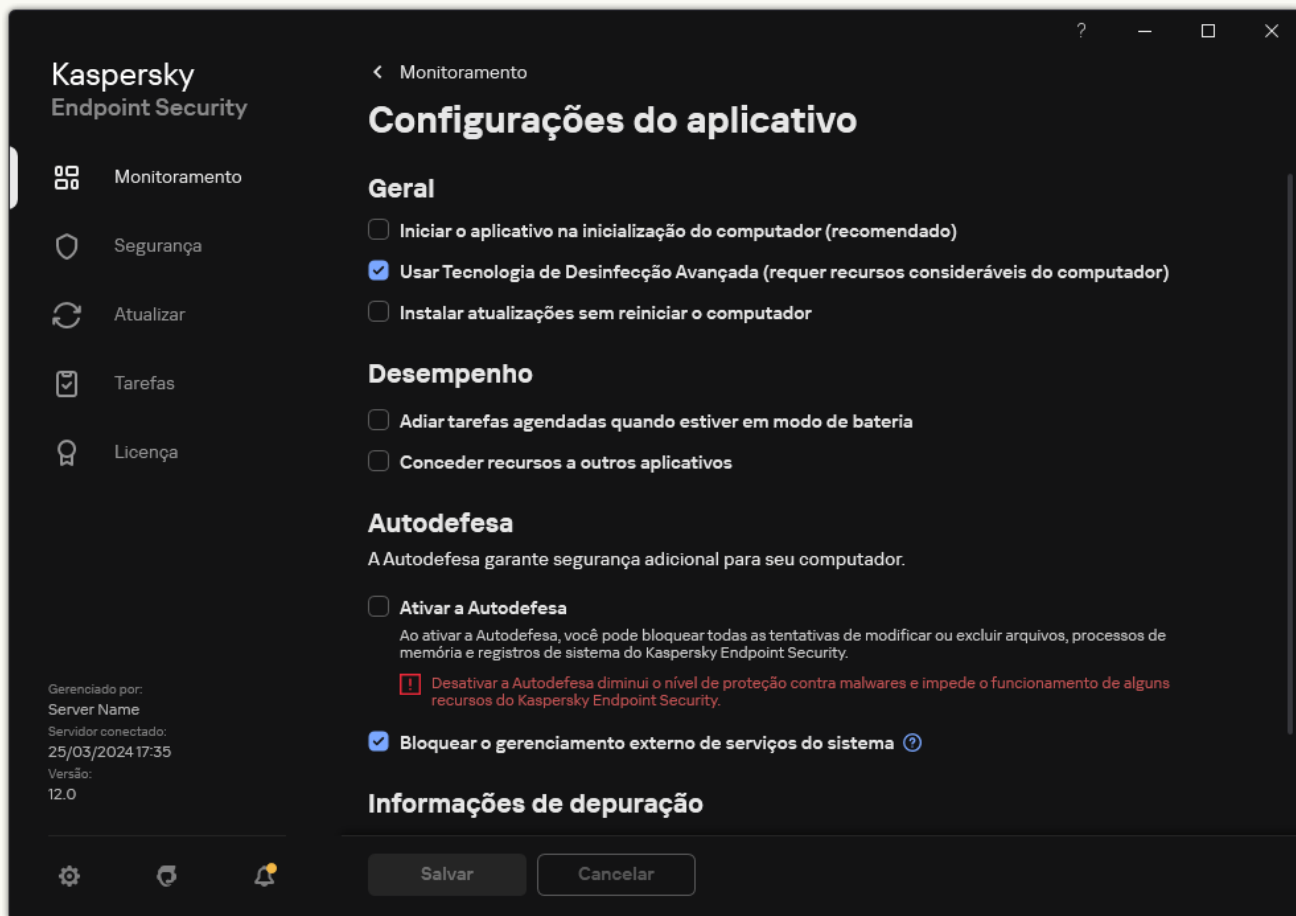 Kaspersky
Endpoint Security
Monitoramento
Segurança
Atualizar
Tarefas
Licença
Gerenciado por:
Server Name
Servidor conectado:
25/03/2024 17:35
Versão:
12.0
Monitoramento
Configurações do aplicativo
Geral
Iniciar o aplicativo na inicialização do computador (recomendado)
Usar Tecnologia de Desinfecção Avançada (requer recursos consideráveis do computador)
Instalar atualizações sem reiniciar o computador
Desempenho
Adiar tarefas agendadas quando estiver em modo de bateria
Conceder recursos a outros aplicativos
Autodefesa
A Autodefesa garante segurança adicional para seu computador.
Ativar a Autodefesa
Ao ativar a Autodefesa, você pode bloquear todas as tentativas de modificar ou excluir arquivos, processos de
memória e registros de sistema do Kaspersky Endpoint Security.
Desativar a Autodefesa diminui o nível de proteção contra malwares e impede o funcionamento de alguns
recursos do Kaspersky Endpoint Security.
Bloquear o gerenciamento externo de serviços do sistema
Informações de depuração
Salvar
Cancelar